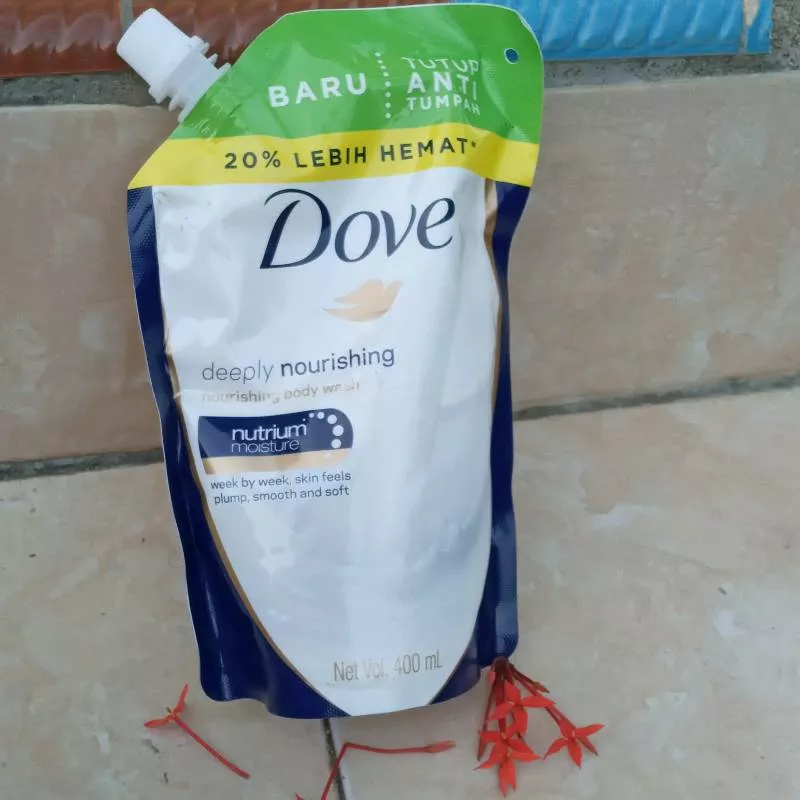 BARU
TUTUP
ANTI
TUMPAH
20% LEBIH HEMAT*
Dove
deeply nourishing
nourishing body wash
nutrium
moisture
week by week, skin feels
plump, smooth and soft
Net Vol. 400 mL